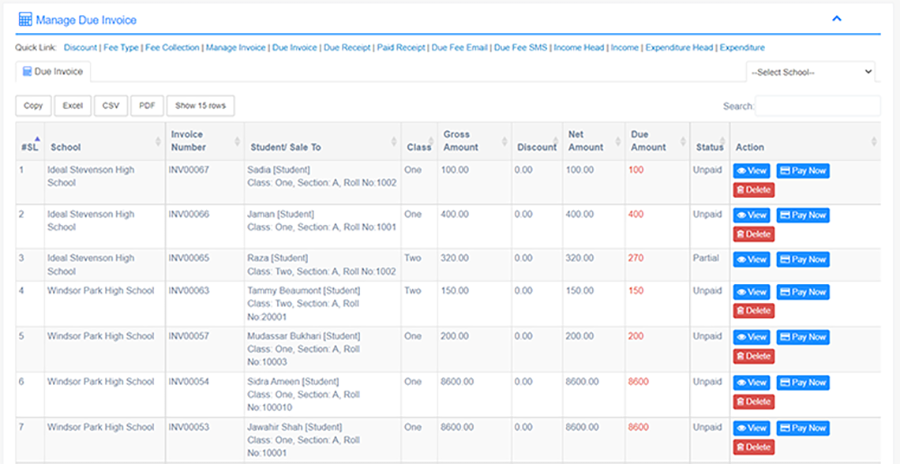 Manage Due Invoice
Quick Link: Discount | Fee Type | Fee Collection | Manage Invoice | Due Invoice | Due Receipt | Paid Receipt | Due Fee Email | Due Fee SMS | Income Head | Income | Expenditure Head | Expenditure
Due Invoice --Select School--
Copy Excel CSV PDF Show 15 rows Search:
#SL School Invoice Number Student/ Sale To Class Gross Amount Discount Net Amount Due Amount Status Action
1 Ideal Stevenson High INV00067 Sadia [Student] One 100.00 0.00 100.00 100 Unpaid View Pay Now
School Class: One, Section: A, Roll No:1002 Delete
2 Ideal Stevenson High INV00066 Jaman [Student] One 400.00 0.00 400.00 400 Unpaid View Pay Now
School Class: One, Section: A, Roll No:1001 Delete
3 Ideal Stevenson High INV00065 Raza [Student] Two 320.00 0.00 320.00 270 Partial View Pay Now
School Class: Two, Section: A, Roll No:1002
4 Windsor Park High School INV00063 Tammy Beaumont [Student] Two 150.00 0.00 150.00 150 Unpaid View Pay Now
Class: Two, Section: A, Roll Delete
No:20001
5 Windsor Park High School INV00057 Mudassar Bukhari [Student] One 200.00 0.00 200.00 200 Unpaid View Pay Now
Class: One, Section: A, Roll Delete
No:10003
6 Windsor Park High School INV00054 Sidra Ameen [Student] One 8600.00 0.00 8600.00 8600 Unpaid View Pay Now
Class: One, Section: A, Roll Delete
No:100010
7 Windsor Park High School INV00053 Jawahir Shah [Student] One 8600.00 0.00 8600.00 8600 Unpaid View Pay Now
Class: One, Section: A, Roll Delete
No:10001